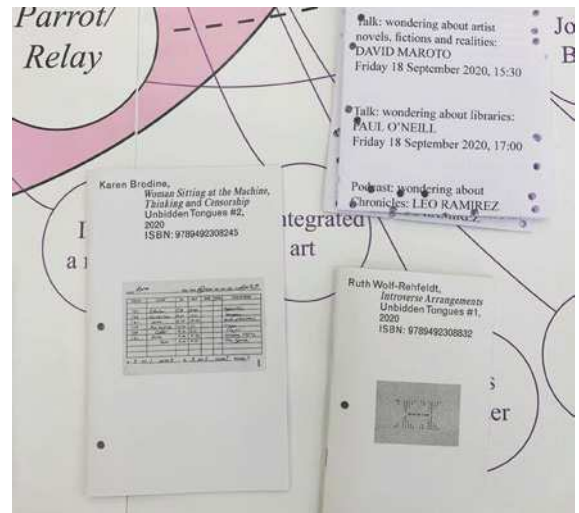 Parrot/
Relay
Talk: wondering about artist
novels, fictions and realities:
DAVID MAROTO
Friday 18 September 2020, 15:30
Talk: wondering about libraries:
PAUL O'NEILL
Friday 18 September 2020, 17:00
Podcast: wondering about
Chronicles: LEO RAMIREZ
Jo
B
Karen Brodine,
Woman Sitting at the Machine,
Thinking and Censorship
Unbidden Tongues #2,
2020
ISBN: 9789492308245
ntegrated
art
a
Ruth Wolf-Rehfeldt,
Introverse Arrangements
Unbidden Tongues #1,
2020
ISBN: 9789492308832
s
er